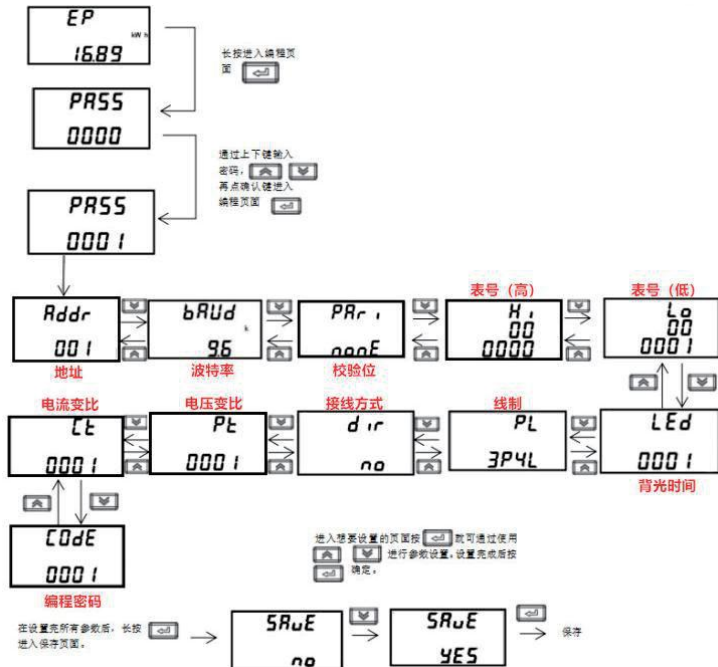 EP
kWh
16.89
长按进入编程页
面
PASS
0000
通过上下键输入
密码，
再点确认键进入
编程页面
PASS
0001
表号（高）
表号（低）
Addr
001
bAUd
k
9.6
PAri
nonE
Hi
00
0000
Lo
00
0001
地址
波特率
校验位
电流变比
电压变比
接线方式
线制
Ct
0001
Pt
0001
dir
no
PL
3P4L
LEd
0001
背光时间
COdE
0001
编程密码
进入想要设置的页面按 就可通过使用
进行参数设置。设置完成后按
确定。
在设置完所有参数后，长按
进入保存页面。
SAvE
no
SAvE
YES
保存